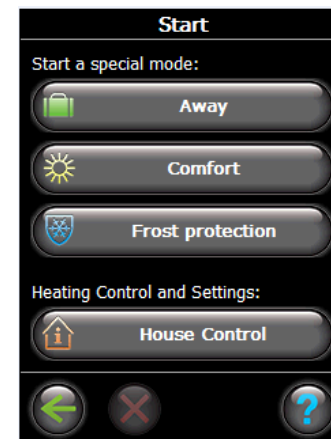 Start
Start a special mode:
Away
Comfort
Frost protection
Heating Control and Settings:
House Control
?